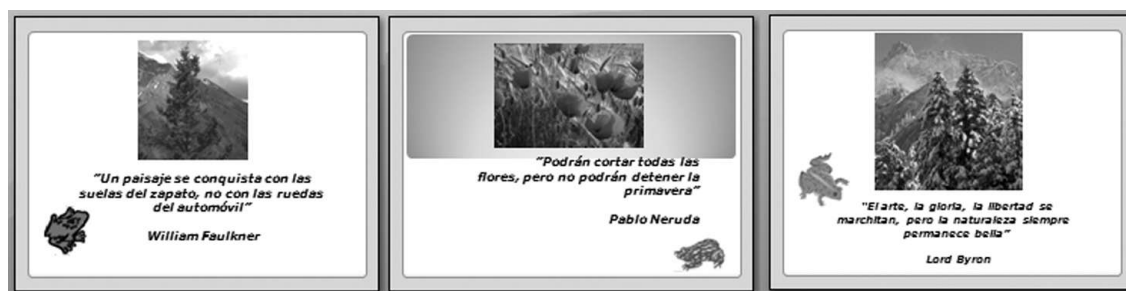 "Un paisaje se conquista con las
suelas del zapato, no con las ruedas
del automóvil"
William Faulkner
"Podrán cortar todas las
flores, pero no podrán detener la
primavera"
Pablo Neruda
"El arte, la gloria, la libertad se
marchitan, pero la naturaleza siempre
permanece bella"
Lord Byron